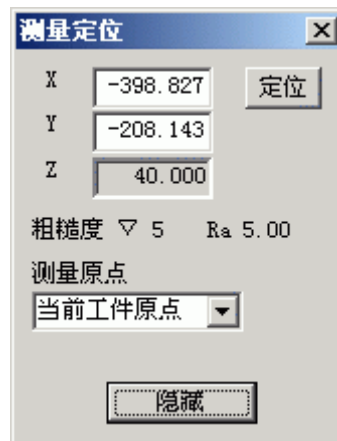 测量定位
X -398.827 定位
Y -208.143
Z 40.000
粗糙度 ▽ 5 Ra 5.00
测量原点
当前工件原点
隐藏